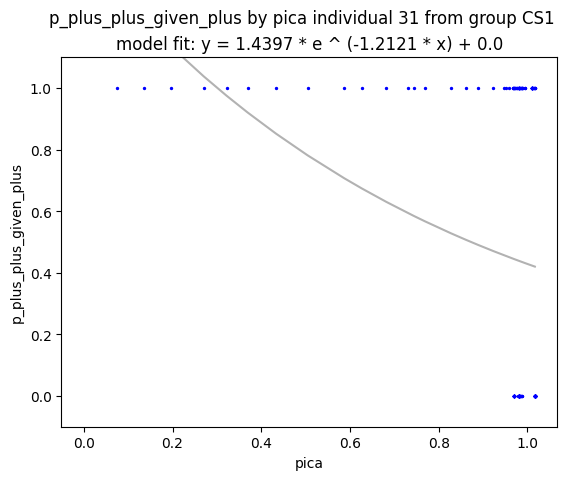 p_plus_plus_given_plus by pica individual 31 from group CS1
model fit: y = 1.4397 * e ^ (-1.2121 * x) + 0.0
1.0
0.8
0.6
0.4
0.2
0.0
p_plus_plus_given_plus
0.0 0.2 0.4 0.6 0.8 1.0
pica